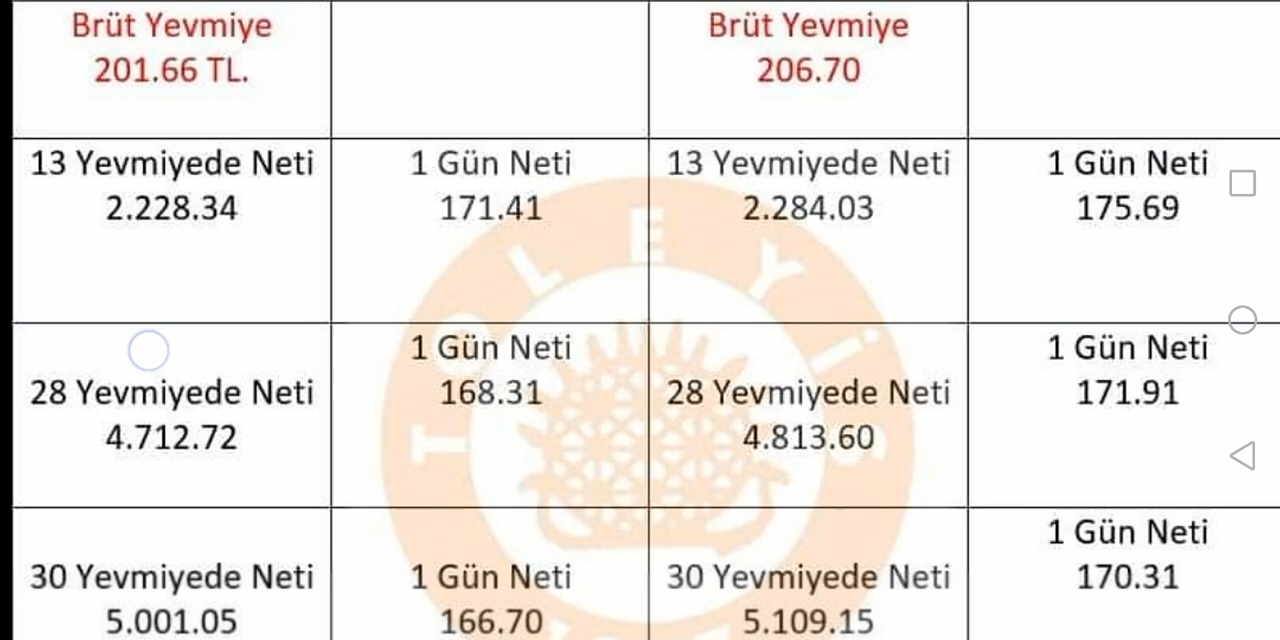 Brüt Yevmiye
201.66 TL.
Brüt Yevmiye
206.70
13 Yevmiyede Neti
2.228.34
1 Gün Neti
171.41
13 Yevmiyede Neti
2.284.03
1 Gün Neti
175.69
28 Yevmiyede Neti
4.712.72
1 Gün Neti
168.31
28 Yevmiyede Neti
4.813.60
1 Gün Neti
171.91
30 Yevmiyede Neti
5.001.05
1 Gün Neti
166.70
30 Yevmiyede Neti
5.109.15
1 Gün Neti
170.31
TOLEYİS